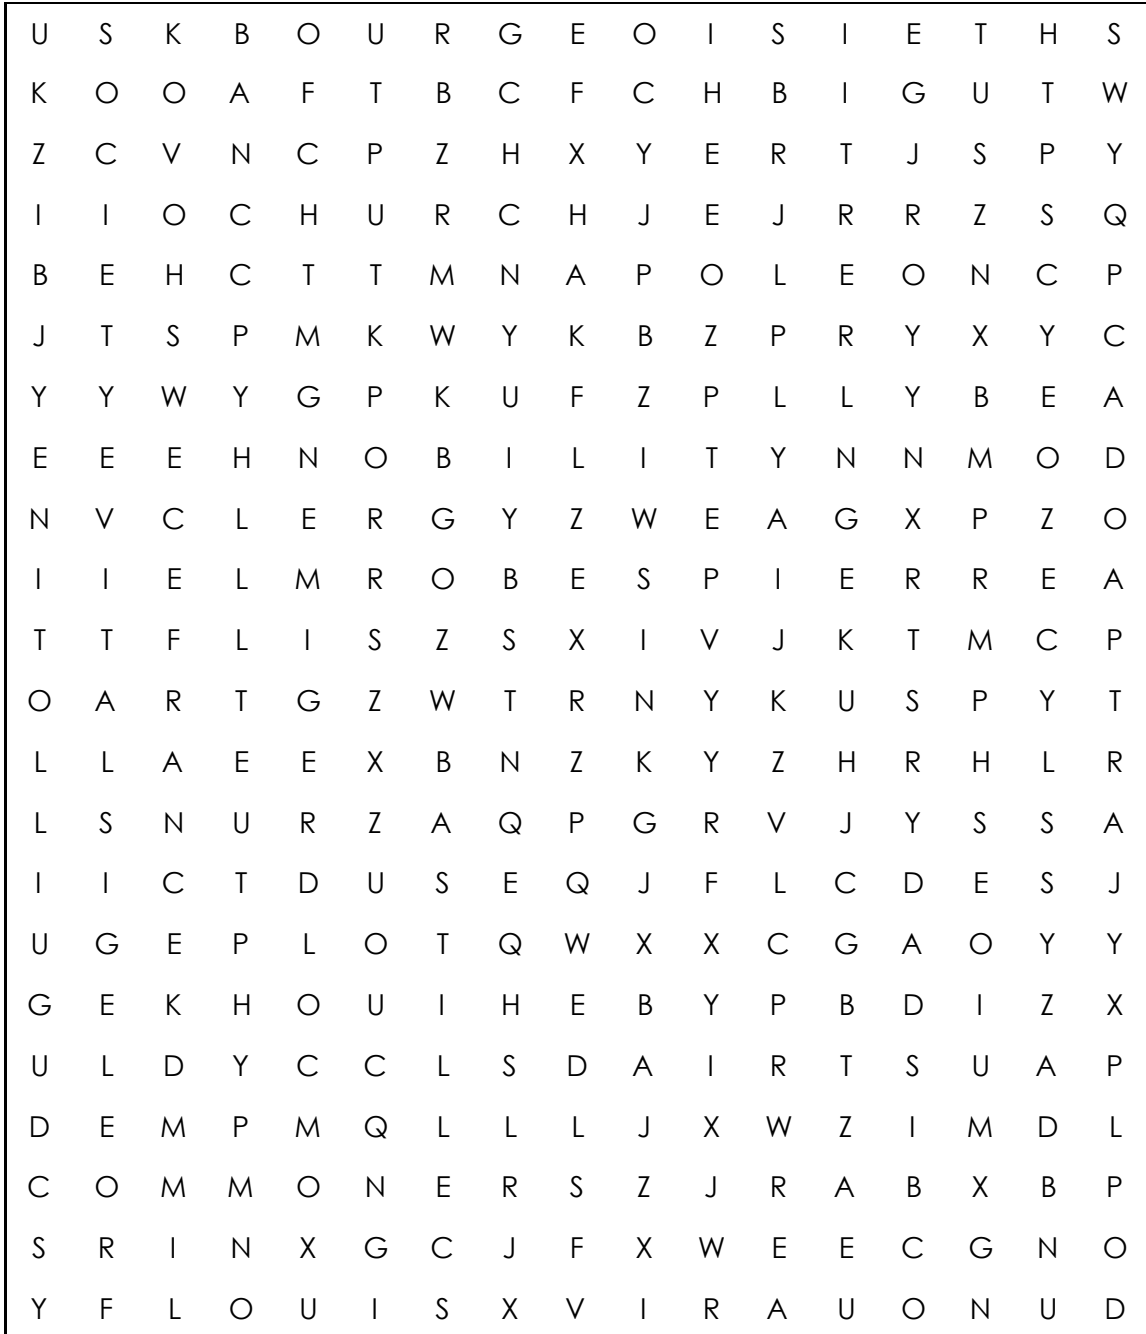 U S K B O U R G E O I S I E T H S
K O O A F T B C F C H B I G U T W
Z C V N C P Z H X Y E R T J S P Y
I I O C H U R C H J E J R R Z S Q
B E H C T T M N A P O L E O N C P
J T S P M K W Y K B Z P R Y X Y C
Y Y W Y G P K U F Z P L L Y B E A
E E E H N O B I L I T Y N N M O D
N V C L E R G Y Z W E A G X P Z O
I I E L M R O B E S P I E R R E A
T T F L I S Z S X I V J K T M C P
O A R T G Z W T R N Y K U S P Y T
L L A E E X B N Z K Y Z H R H L R
L S N U R Z A Q P G R V J Y S S A
I I C T D U S E Q J F L C D E S J
U G E P L O T Q W X X C G A O Y Y
G E K H O U I H E B Y P B D I Z X
U L D Y C C L S D A I R T S U A P
D E M P M Q L L L J X W Z I M D L
C O M M O N E R S Z J R A B X B P
S R I N X G C J F X W E E C G N O
Y F L O U I S X V I R A U O N U D